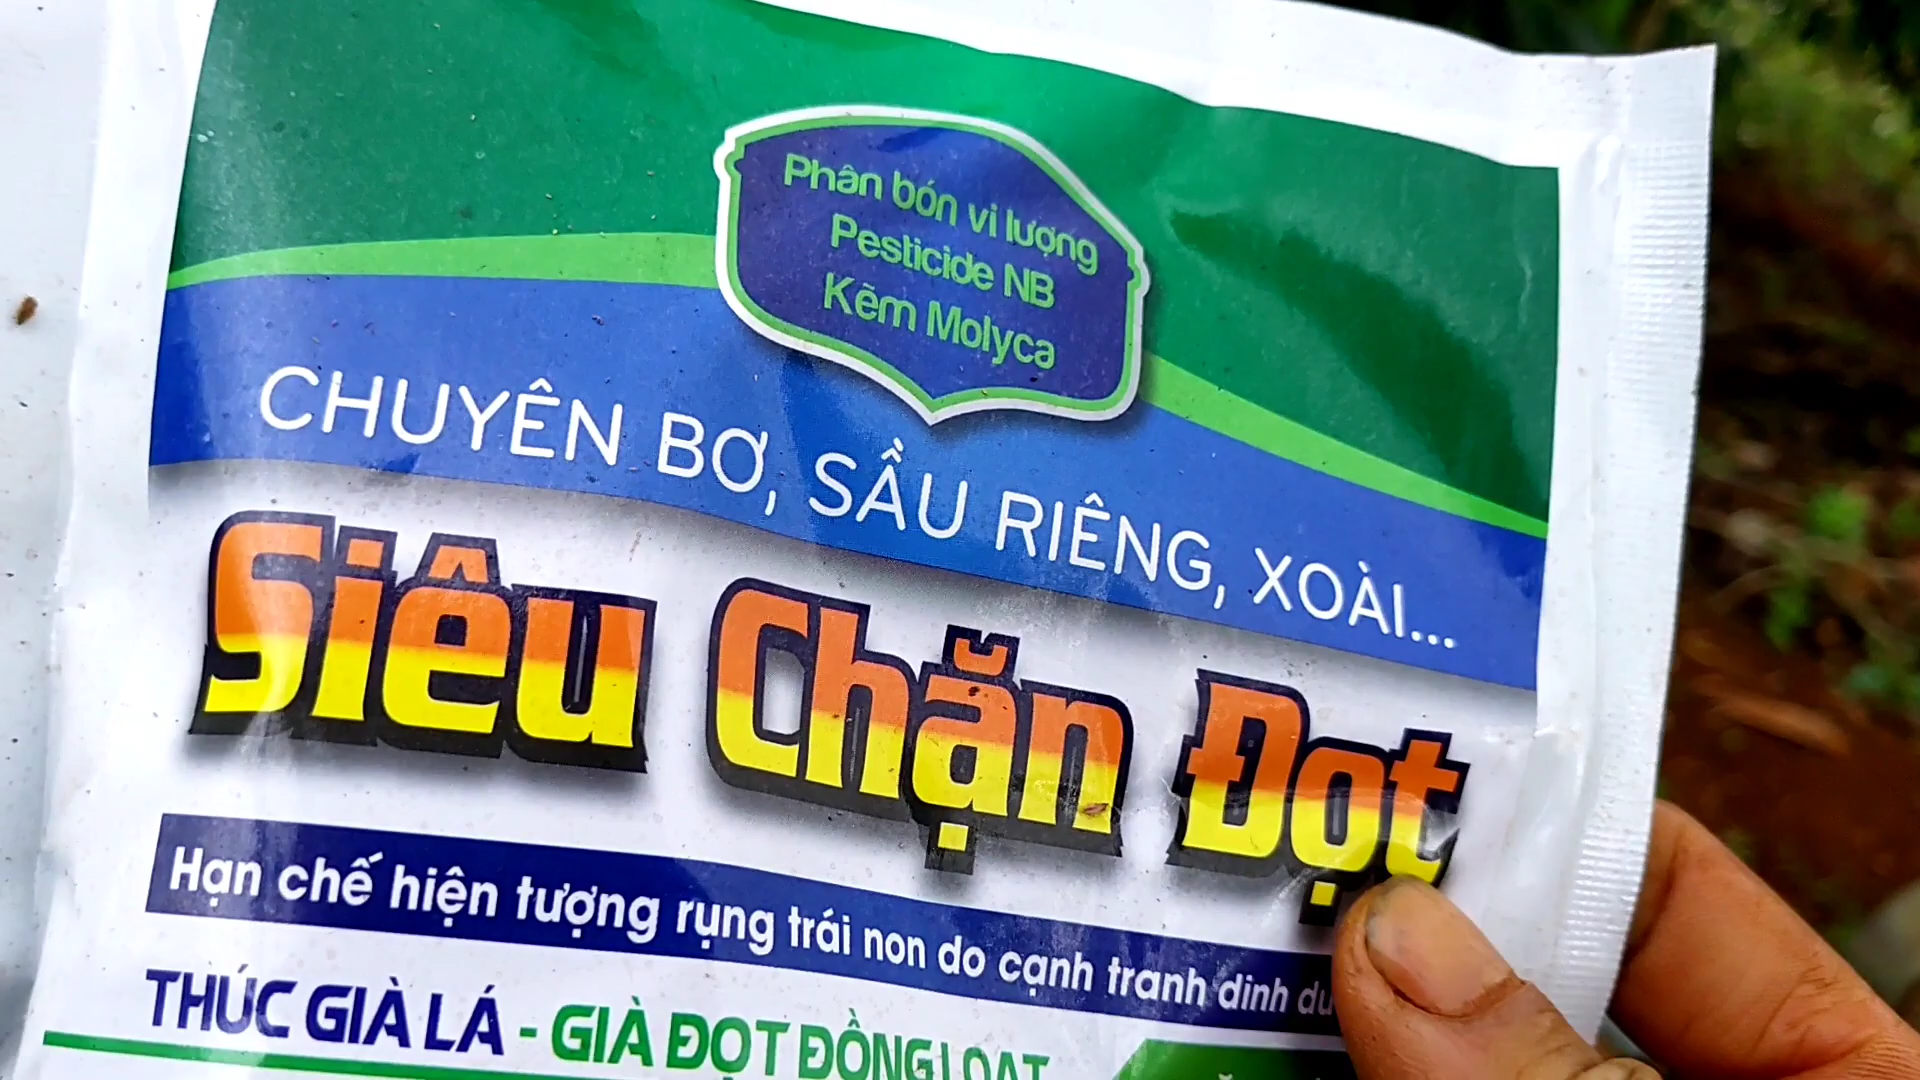 Phân bón vi lượng
Pesticide NB
Kẽm Molyca
CHUYÊN BƠ, SẦU RIÊNG, XOÀI...
Siêu Chặn Đọt
Hạn chế hiện tượng rụng trái non do cạnh tranh dinh
THÚC GIÀ LÁ - GIÀ ĐỌT ĐỒNG LOẠT